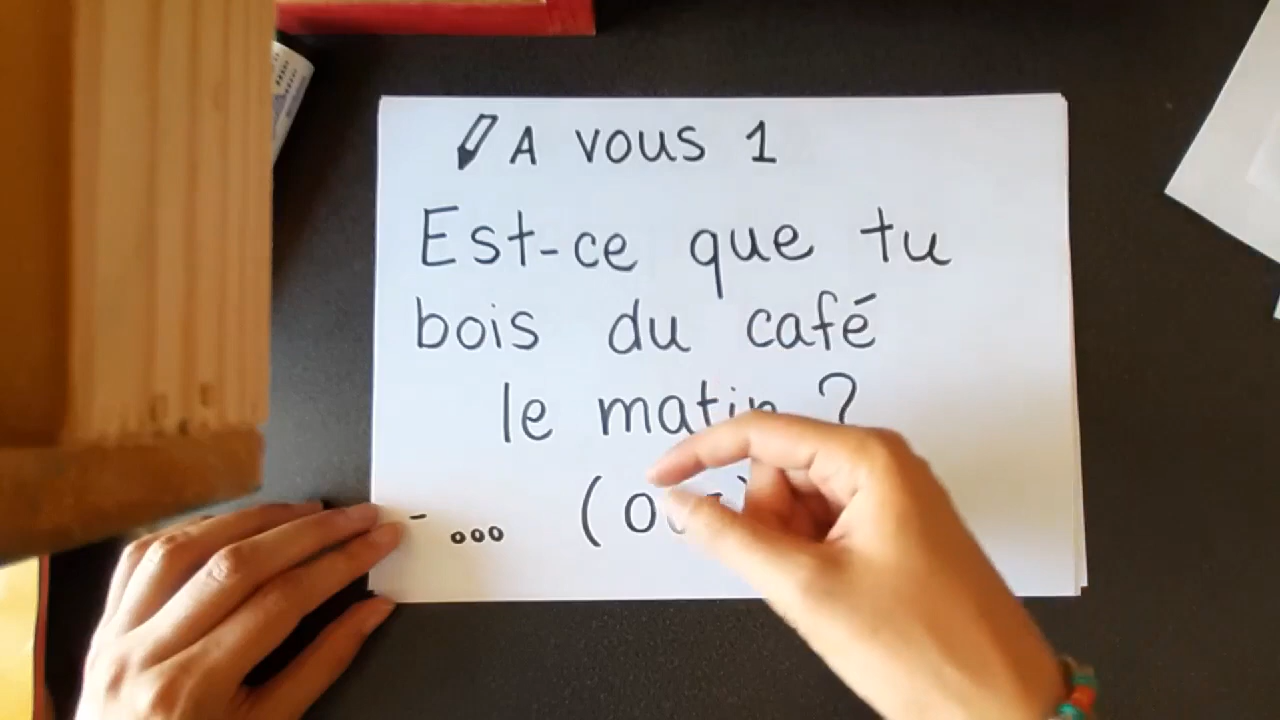 A vous 1
Est-ce que tu
bois du café
le matin ?
- ...